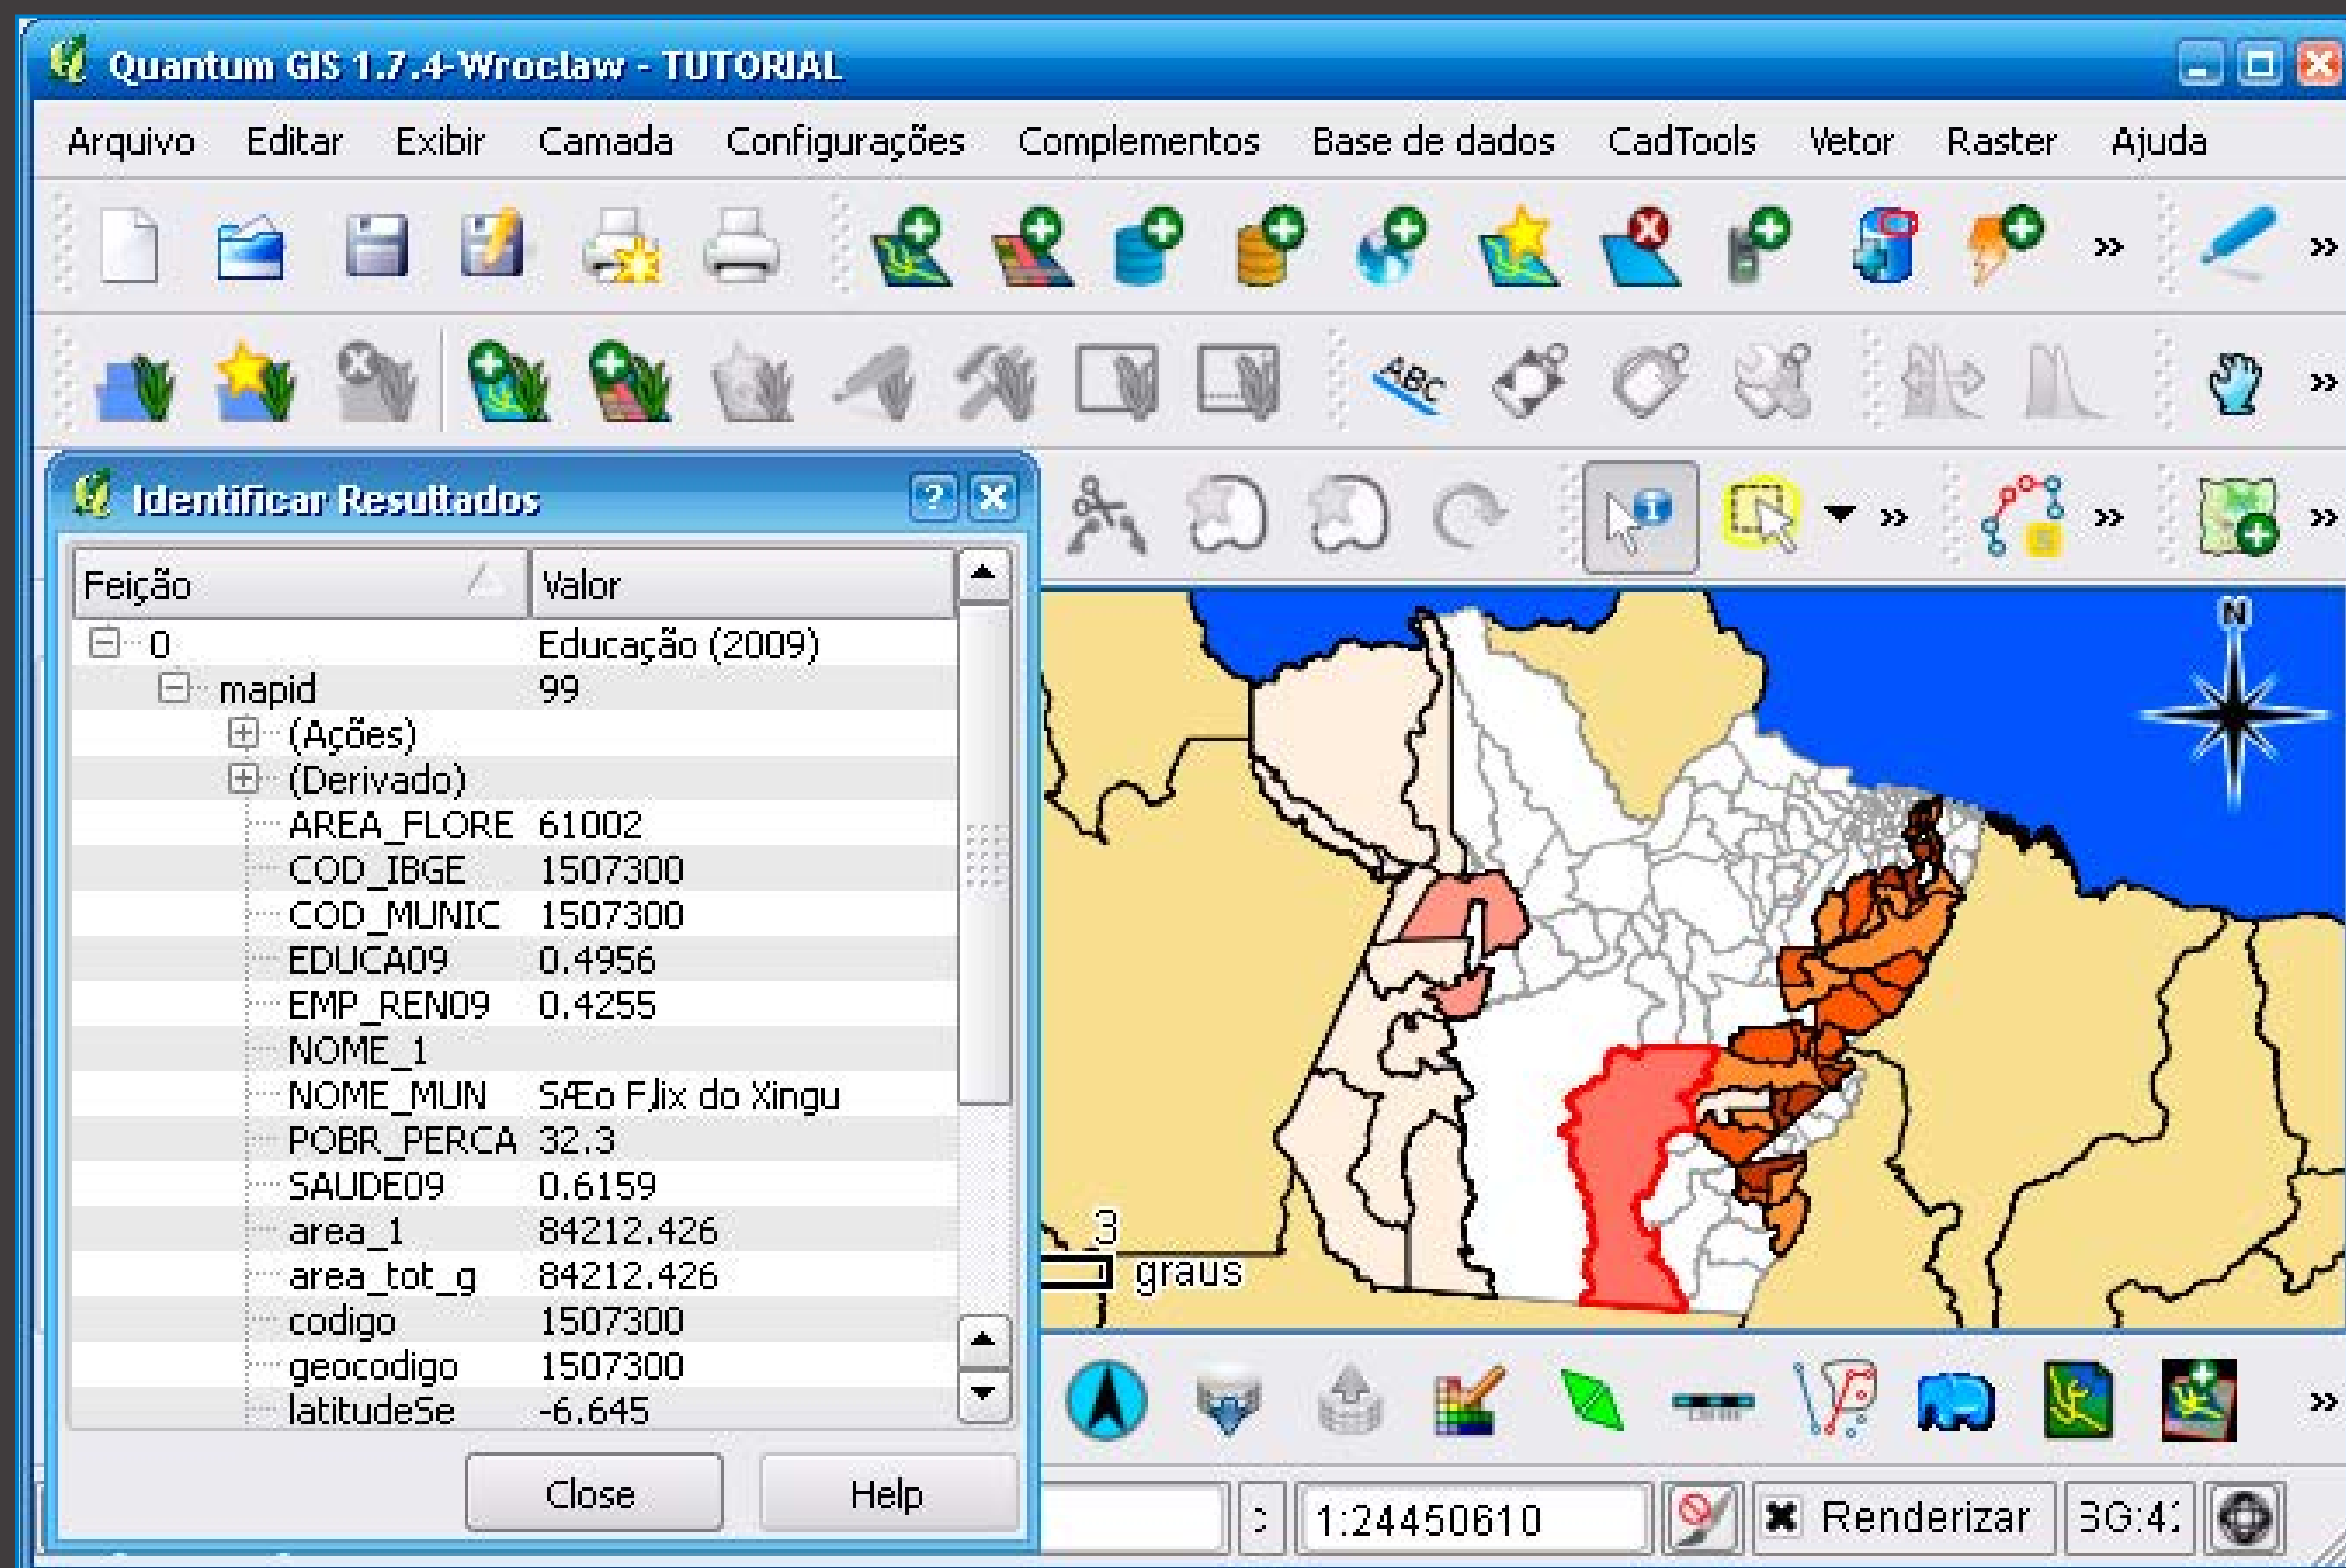 Quantum GIS 1.7.4-Wroclaw - TUTORIAL
Arquivo Editar Exibir Camada Configurações Complementos Base de dados CadTools Vetor Raster Ajuda
ABC
Identificar Resultados
Feição Valor
0 Educação (2009)
mapid 99
(Ações)
(Derivado)
AREA_FLORE 61002
COD_IBGE 1507300
COD_MUNIC 1507300
EDUCA09 0.4956
EMP_REN09 0.4255
NOME_1
NOME_MUN SÆo F‚lix do Xingu
POBR_PERCA 32.3
SAUDE09 0.6159
area_1 84212.426
area_tot_g 84212.426
codigo 1507300
geocodigo 1507300
latitudeSe -6.645
Close Help
N
3
graus
1:24450610
Renderizar